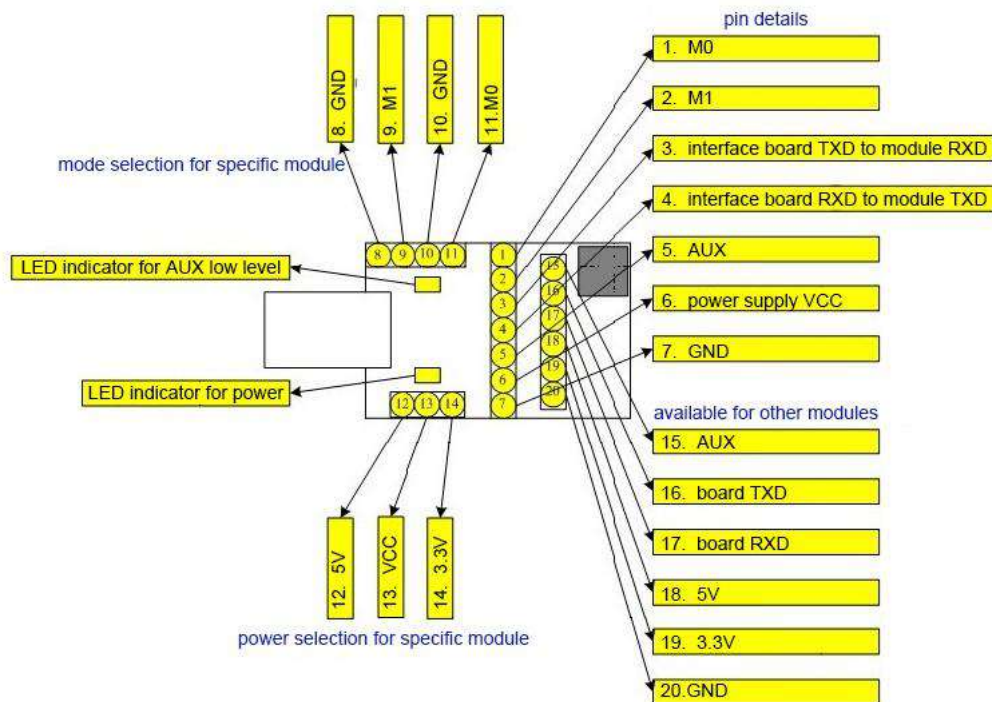 pin details
1. M0
2. M1
3. interface board TXD to module RXD
4. interface board RXD to module TXD
5. AUX
6. power supply VCC
7. GND
8. GND
9. M1
10. GND
11.M0
mode selection for specific module
LED indicator for AUX low level
LED indicator for power
8
9
10
11
1
2
3
4
5
6
7
15
16
17
18
19
20
12
13
14
available for other modules
15. AUX
16. board TXD
17. board RXD
18. 5V
19. 3.3V
20.GND
12. 5V
13. VCC
14. 3.3V
power selection for specific module